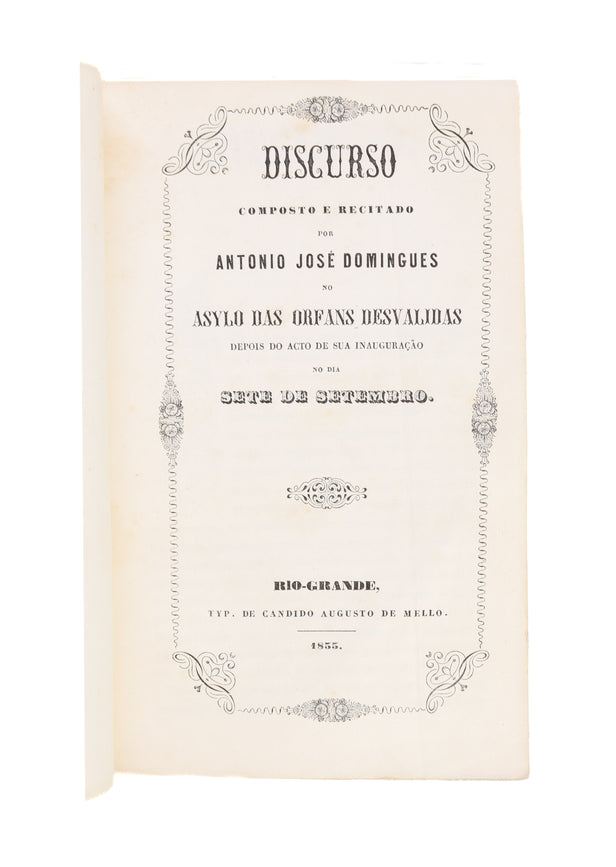 DISCURSO
COMPOSTO E RECITADO
POR
ANTONIO JOSÉ DOMINGUES
NO
ASYLO DAS ORFANS DESVALIDAS
DEPOIS DO ACTO DE SUA INAUGURAÇÃO
NO DIA
SETE DE SETEMBRO.
RIO-GRANDE,
TYP. DE CANDIDO AUGUSTO DE MELLO.
1855.